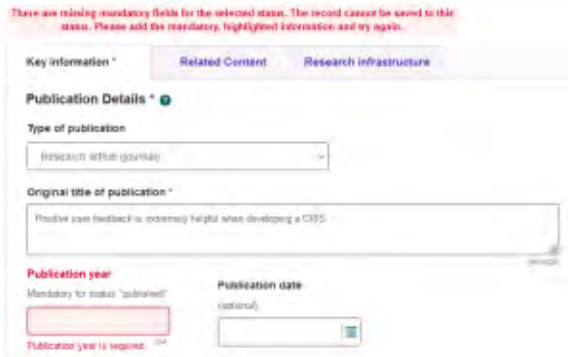 There are missing mandatory fields for the selected status. The record cannot be saved to this
status. Please add the mandatory, highlighted information and try again.
Key information * Related Content Research infrastructure
Publication Details *
Type of publication
Research article (journal)
Original title of publication *
Positive user feedback is extremely helpful when developing a CRIS
Publication year
Mandatory for status "published"
Publication date
(optional)
Publication year is required.